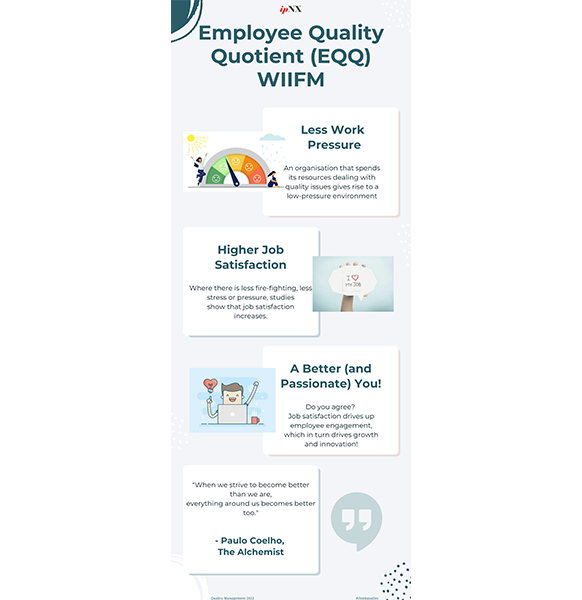 ipNX
Employee Quality
Quotient (EQQ)
WIIFM
Less Work
Pressure
An organisation that spends
its resources dealing with
quality issues gives rise to a
low-pressure environment
Higher Job
Satisfaction
Where there is less fire-fighting, less
stress or pressure, studies
show that job satisfaction
increases.
I ❤
my JOB
A Better (and
Passionate) You!
Do you agree?
Job satisfaction drives up
employee engagement,
which in turn drives growth
and innovation!
"When we strive to become better
than we are,
everything around us becomes better
too."
- Paulo Coelho,
The Alchemist
Quality Management 2022